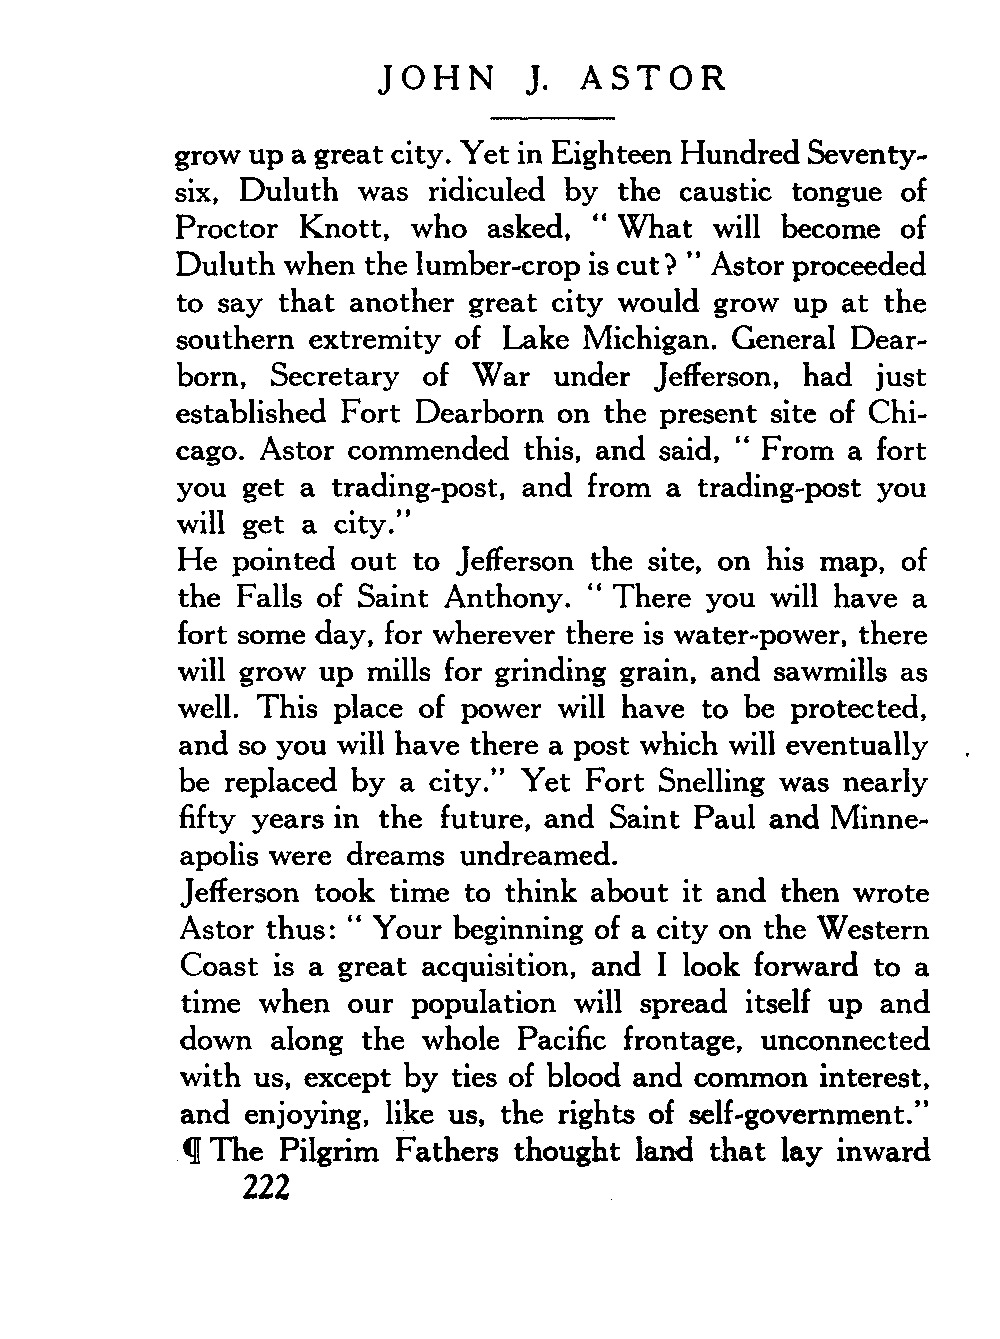 JOHN J. ASTOR
grow up a great city. Yet in Eighteen Hundred Seventy-
six, Duluth was ridiculed by the caustic tongue of
Proctor Knott, who asked, “ What will become of
Duluth when the lumber-crop is cut? ” Astor proceeded
to say that another great city would grow up at the
southern extremity of Lake Michigan. General Dear-
born, Secretary of War under Jefferson, had just
established Fort Dearborn on the present site of Chi-
cago. Astor commended this, and said, “ From a fort
you get a trading-post, and from a trading-post you
will get a city.”
He pointed out to Jefferson the site, on his map, of
the Falls of Saint Anthony. “ There you will have a
fort some day, for wherever there is water-power, there
will grow up mills for grinding grain, and sawmills as
well. This place of power will have to be protected,
and so you will have there a post which will eventually
be replaced by a city.” Yet Fort Snelling was nearly
fifty years in the future, and Saint Paul and Minne-
apolis were dreams undreamed.
Jefferson took time to think about it and then wrote
Astor thus: “ Your beginning of a city on the Western
Coast is a great acquisition, and I look forward to a
time when our population will spread itself up and
down along the whole Pacific frontage, unconnected
with us, except by ties of blood and common interest,
and enjoying, like us, the rights of self-government.”
¶ The Pilgrim Fathers thought land that lay inward
222